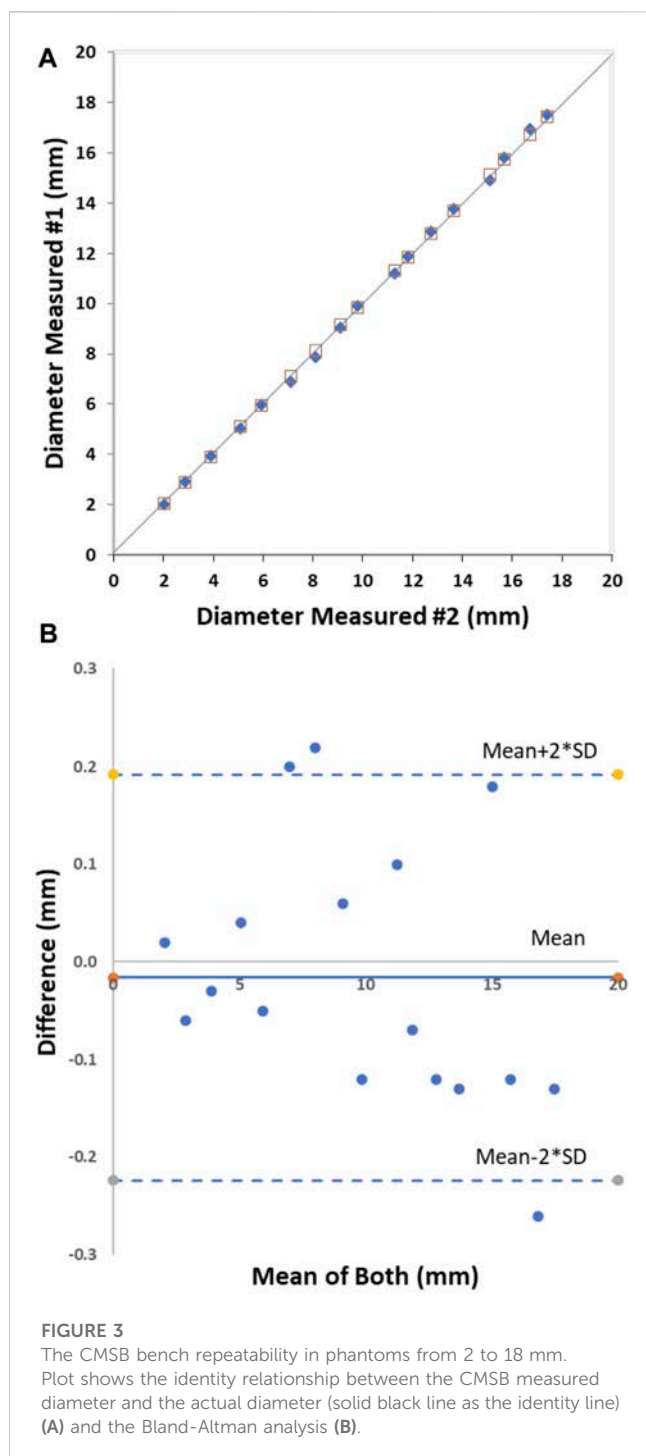 A
20
18
16
14
12
10
8
6
4
2
0
Diameter Measured #1 (mm)
0 2 4 6 8 10 12 14 16 18 20
Diameter Measured #2 (mm)
B
0.3
0.2
0.1
0.0
-0.1
-0.2
-0.3
Difference (mm)
Mean+2*SD
Mean
0 5 10 15 20
Mean-2*SD
Mean of Both (mm)
FIGURE 3
The CMSB bench repeatability in phantoms from 2 to 18 mm.
Plot shows the identity relationship between the CMSB measured
diameter and the actual diameter (solid black line as the identity line)
(A) and the Bland-Altman analysis (B).